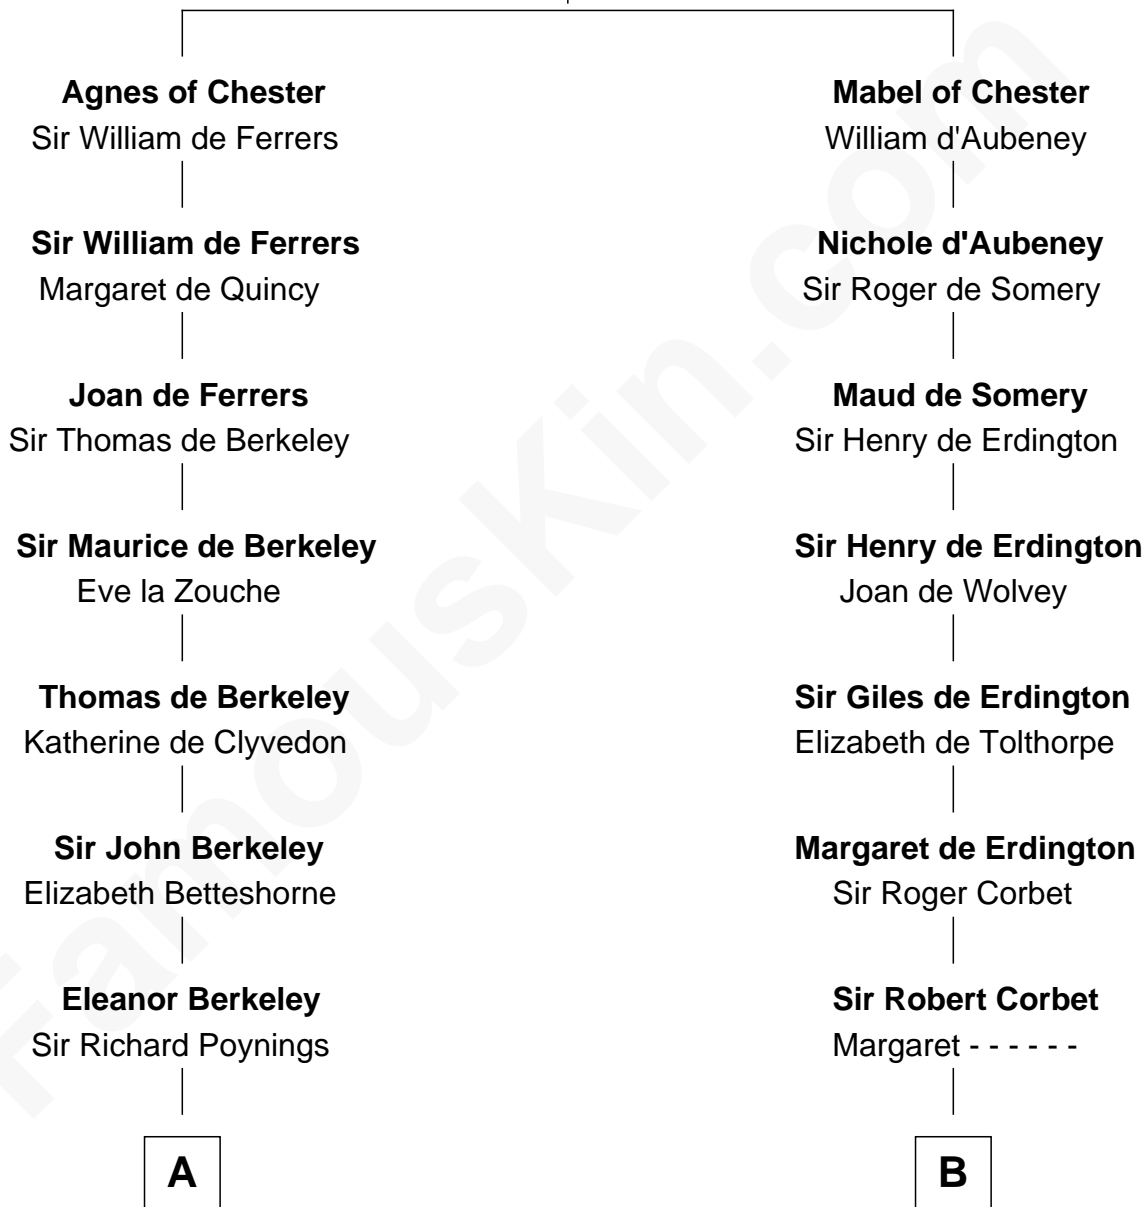 Agnes of Chester
Sir William de Ferrers
Mabel of Chester
William d'Aubeney
Sir William de Ferrers
Margaret de Quincy
Nichole d'Aubeney
Sir Roger de Somery
Joan de Ferrers
Sir Thomas de Berkeley
Maud de Somery
Sir Henry de Erdington
Sir Maurice de Berkeley
Eve la Zouche
Sir Henry de Erdington
Joan de Wolvey
Thomas de Berkeley
Katherine de Clyvedon
Sir Giles de Erdington
Elizabeth de Tolthorpe
Sir John Berkeley
Elizabeth Betteshorne
Margaret de Erdington
Sir Roger Corbet
Eleanor Berkeley
Sir Richard Poynings
Sir Robert Corbet
Margaret - - - - - -
A
B
FamousKin.com